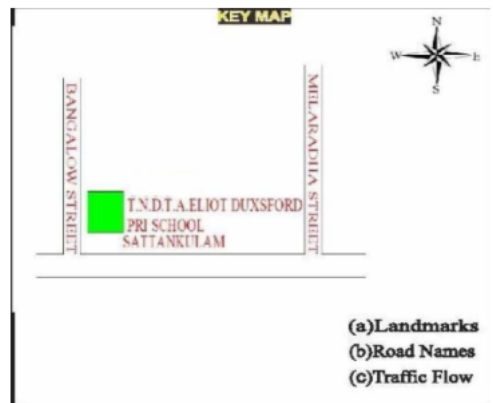 KEY MAP
N
W E
S
BANGALOW STREET
MELARADHA STREET
T.N.D.T.A.ELIOT DUXSFORD
PRI SCHOOL
SATTANKULAM
(a)Landmarks
(b)Road Names
(c)Traffic Flow